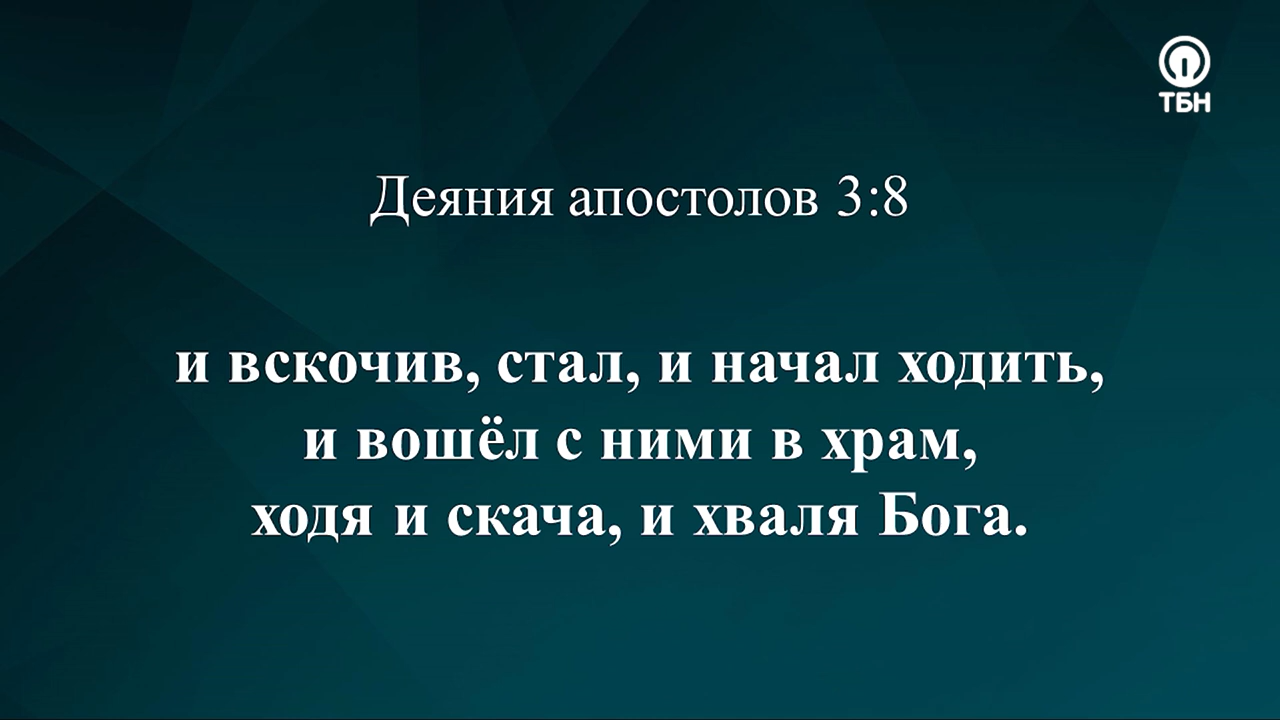 ТБН
Деяния апостолов 3:8
и вскочив, стал, и начал ходить,
и вошёл с ними в храм,
ходя и скача, и хваля Бога.